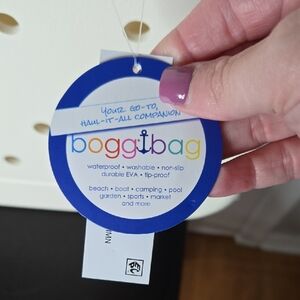 YOUR GO-TO,
HAUL-IT-ALL COMPANION
bogg bag
waterproof • washable • non-slip
durable EVA • tip-proof
beach • boat • camping • pool
garden • sports • market
and more